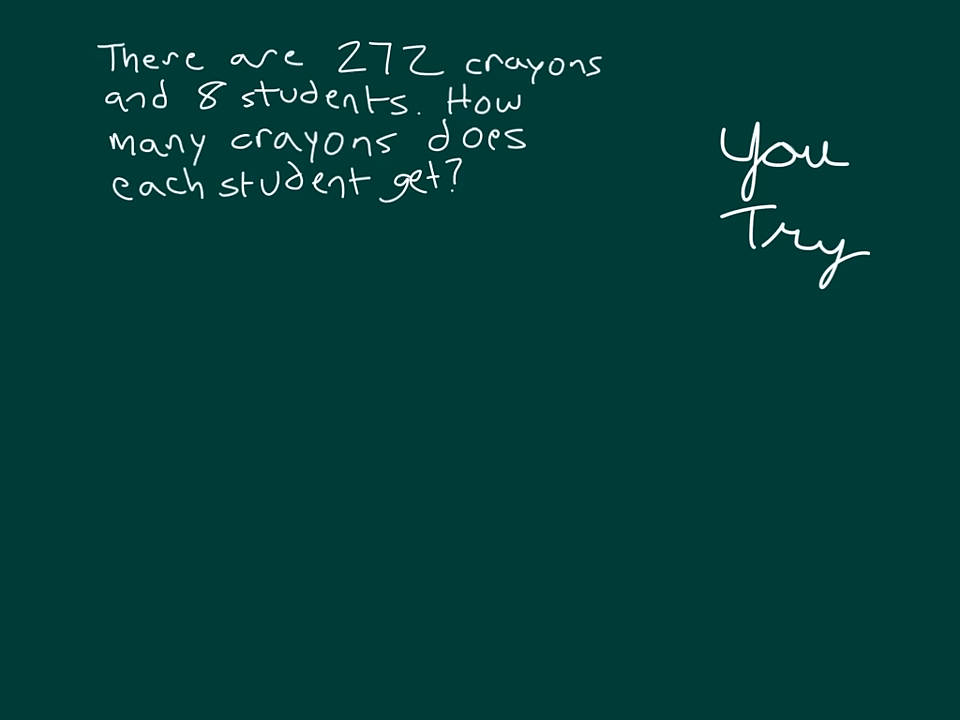 There are 272 crayons
and 8 students. How
many crayons does
each student get?
You
Try